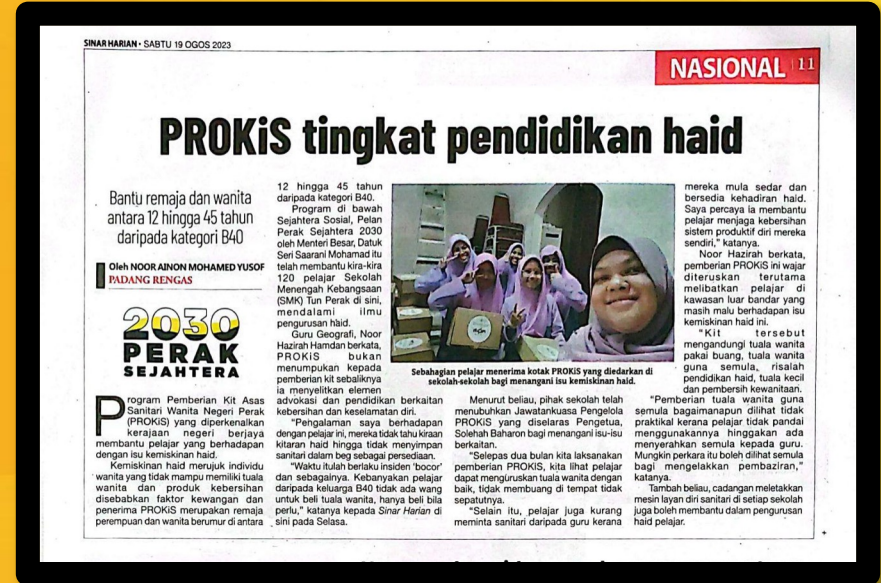 SINAR HARIAN • SABTU 19 OGOS 2023
NASIONAL 11
PROKiS tingkat pendidikan haid
Bantu remaja dan wanita
antara 12 hingga 45 tahun
daripada kategori B40
Oleh NOOR AINON MOHAMED YUSOF
PADANG RENGAS
2030
PERAK
SEJAHTERA
Program Pemberian Kit Asas
Sanitari Wanita Negeri Perak
(PROKiS) yang diperkenalkan
kerajaan negeri berjaya
membantu pelajar yang berhadapan
dengan isu kemiskinan haid.
Kemiskinan haid merujuk individu
wanita yang tidak mampu memiliki tuala
wanita dan produk kebersihan
disebabkan faktor kewangan dan
penerima PROKiS merupakan remaja
perempuan dan wanita berumur di antara
12 hingga 45 tahun
daripada kategori B40.
Program di bawah
Sejahtera Sosial, Pelan
Perak Sejahtera 2030
oleh Menteri Besar, Datuk
Seri Saarani Mohamad itu
telah membantu kira-kira
120 pelajar Sekolah
Menengah Kebangsaan
(SMK) Tun Perak di sini,
mendalami ilmu
pengurusan haid.
Guru Geografi, Noor
Hazirah Hamdan berkata,
PROKiS bukan
menumpukan kepada
pemberian kit sebaliknya
ia menyelitkan elemen
advokasi dan pendidikan berkaitan
kebersihan dan keselamatan diri.
"Pehgalaman saya berhadapan
dengan pelajar ini, mereka tidak tahu kiraan
kitaran haid hingga tidak menyimpan
sanitari dalam beg sebagai persediaan.
"Waktu itulah berlaku insiden 'bocor'
dan sebagainya. Kebanyakan pelajar
daripada keluarga B40 tidak ada wang
untuk beli tuala wanita, hanya beli bila
perlu," katanya kepada Sinar Harian di
sini pada Selasa.
Sebahagian pelajar menerima kotak PROKiS yang diedarkan di
sekolah-sekolah bagi menangani isu kemiskinan haid.
Menurut beliau, pihak sekolah telah
menubuhkan Jawatankuasa Pengelola
PROKiS yang diselaras Pengetua,
Solehah Baharon bagi menangani isu-isu
berkaitan.
"Selepas dua bulan kita laksanakan
pemberian PROKiS, kita lihat pelajar
dapat menguruskan tuala wanita dengan
baik, tidak membuang di tempat tidak
sepatutnya.
"Selain itu, pelajar juga kurang
meminta sanitari daripada guru kerana
mereka mula sedar dan
bersedia kehadiran haid.
Saya percaya ia membantu
pelajar menjaga kebersihan
sistem produktif diri mereka
sendiri," katanya.
Noor Hazirah berkata,
pemberian PROKiS ini wajar
diteruskan terutama
melibatkan pelajar di
kawasan luar bandar yang
masih malu berhadapan isu
kemiskinan haid ini.
"Kit tersebut
mengandungi tuala wanita
pakai buang, tuala wanita
guna semula, risalah
pendidikan haid, tuala kecil
dan pembersih kewanitaan.
"Pemberian tuala wanita guna
semula bagaimanapun dilihat tidak
praktikal kerana pelajar tidak pandai
menggunakannya hinggakan ada
menyerahkan semula kepada guru.
Mungkin perkara itu boleh dilihat semula
bagi mengelakkan pembaziran,"
katanya.
Tambah beliau, cadangan meletakkan
mesin layan diri sanitari di setiap sekolah
juga boleh membantu dalam pengurusan
haid pelajar.